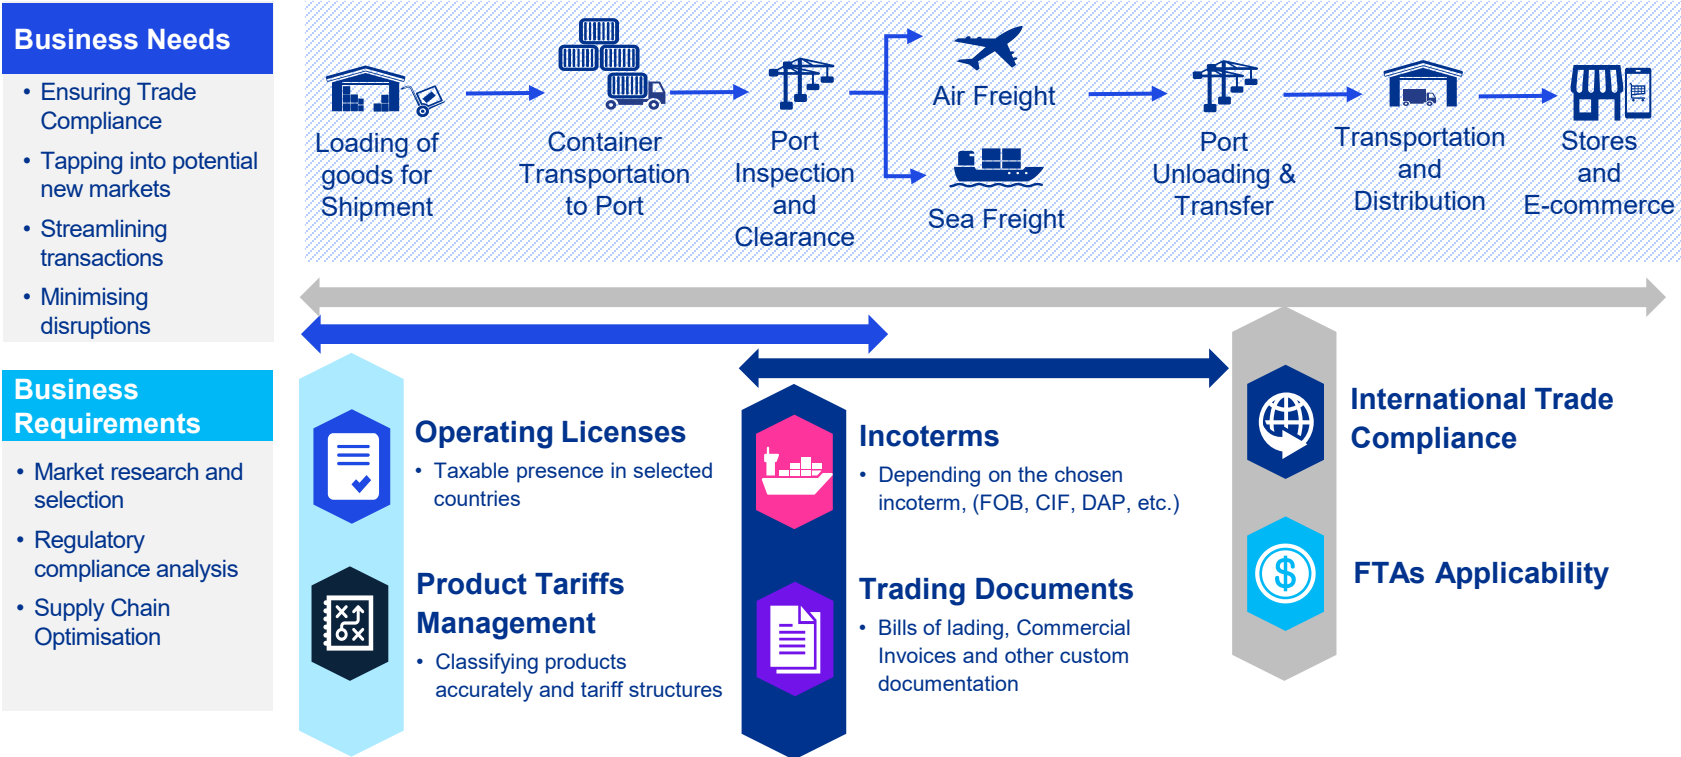 Business Needs
• Ensuring Trade
Compliance
• Tapping into potential
new markets
• Streamlining
transactions
• Minimising
disruptions
Business
Requirements
• Market research and
selection
• Regulatory
compliance analysis
• Supply Chain
Optimisation
Loading of
goods for
Shipment
Container
Transportation
to Port
Port
Inspection
and
Clearance
Air Freight
Sea Freight
Port
Unloading &
Transfer
Transportation
and
Distribution
Stores
and
E-commerce
Operating Licenses
• Taxable presence in selected
countries
Product Tariffs
Management
• Classifying products
accurately and tariff structures
Incoterms
• Depending on the chosen
incoterm, (FOB, CIF, DAP, etc.)
Trading Documents
• Bills of lading, Commercial
Invoices and other custom
documentation
International Trade
Compliance
$
FTAs Applicability